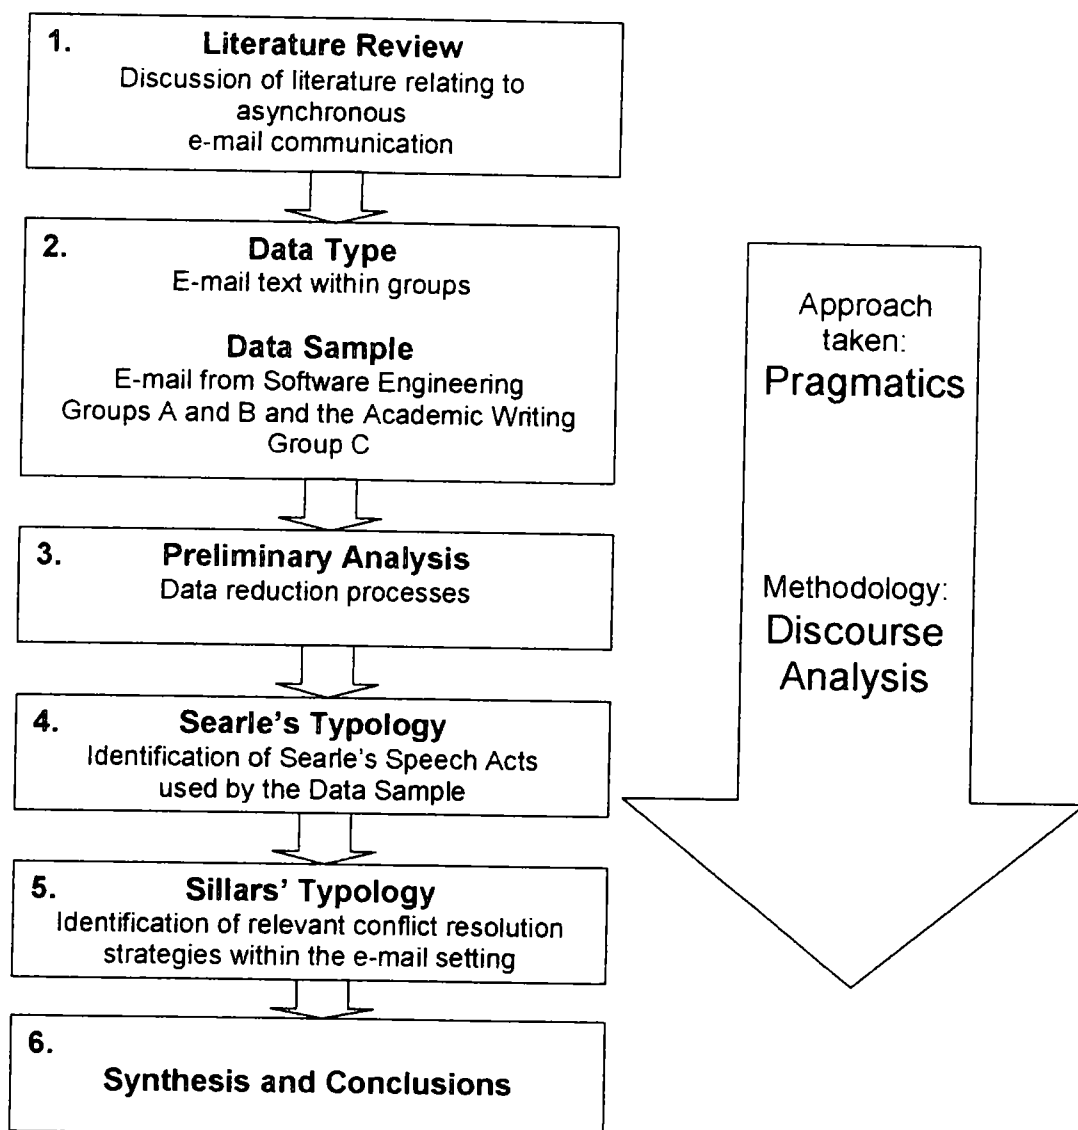 1. Literature Review
Discussion of literature relating to
asynchronous
e-mail communication
2. Data Type
E-mail text within groups
Data Sample
E-mail from Software Engineering
Groups A and B and the Academic Writing
Group C
3. Preliminary Analysis
Data reduction processes
4. Searle's Typology
Identification of Searle's Speech Acts
used by the Data Sample
5. Sillars' Typology
Identification of relevant conflict resolution
strategies within the e-mail setting
6.
Synthesis and Conclusions
Approach
taken:
Pragmatics
Methodology:
Discourse
Analysis